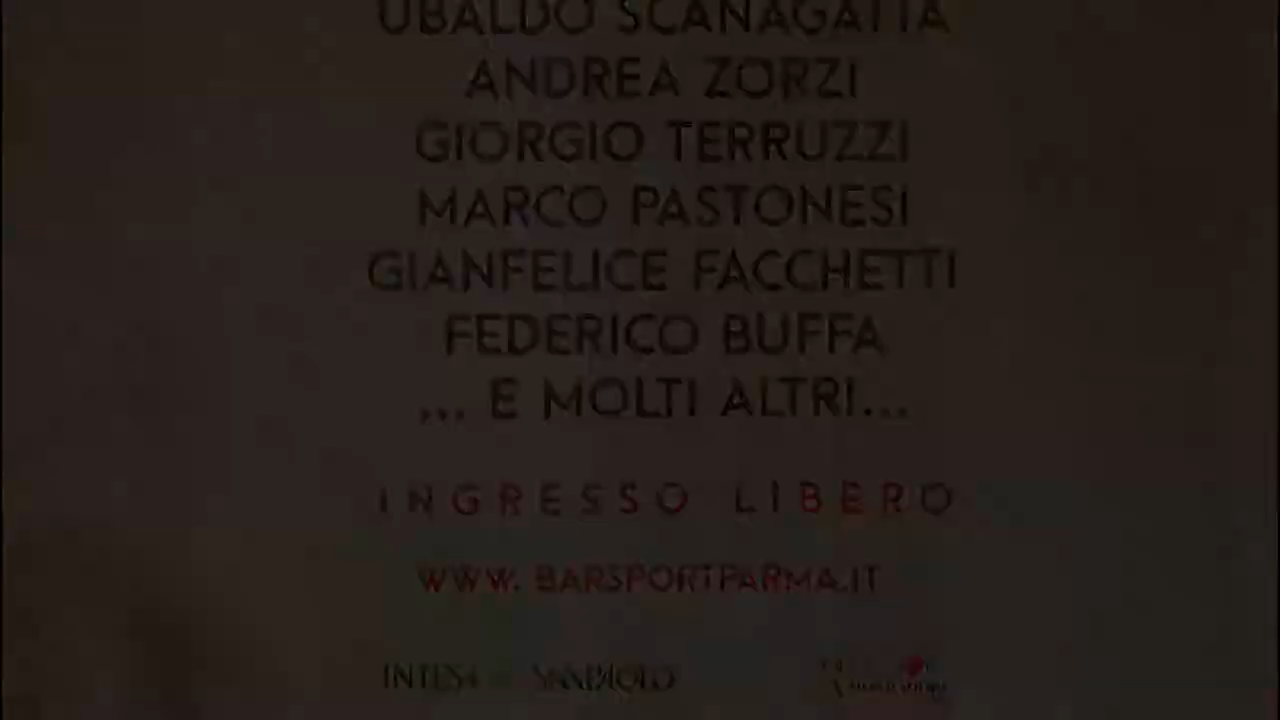 UBALDO SCANAGATTA
ANDREA ZORZI
GIORGIO TERRUZZI
MARCO PASTONESI
GIANFELICE FACCHETTI
FEDERICO BUFFA
... E MOLTI ALTRI...
INGRESSO LIBERO
WWW. BARSPORTPARMA.IT
INTESA SANPAOLO